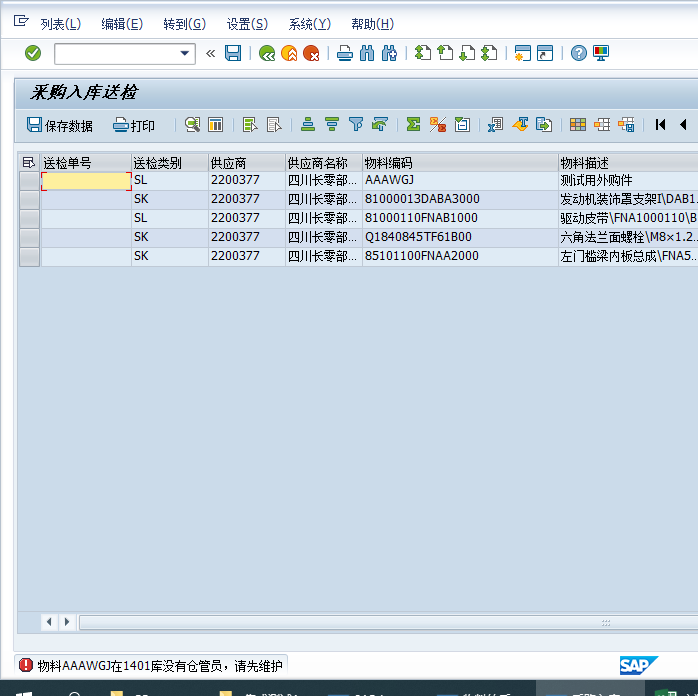 列表(L) 编辑(E) 转到(G) 设置(S) 系统(Y) 帮助(H)
采购入库送检
保存数据 打印
送检单号 送检类别 供应商 供应商名称 物料编码 物料描述
SL 2200377 四川长零部... AAAWGJ 测试用外购件
SK 2200377 四川长零部... 81000013DABA3000 发动机装饰罩支架I\DAB1.
SL 2200377 四川长零部... 81000110FNAB1000 驱动皮带\FNA1000110\B
SK 2200377 四川长零部... Q1840845TF61B00 六角法兰面螺栓\M8×1.2..
SK 2200377 四川长零部... 85101100FNAA2000 左门槛梁内板总成\FNA5..
物料AAAWGJ在1401库没有仓管员，请先维护
SAP